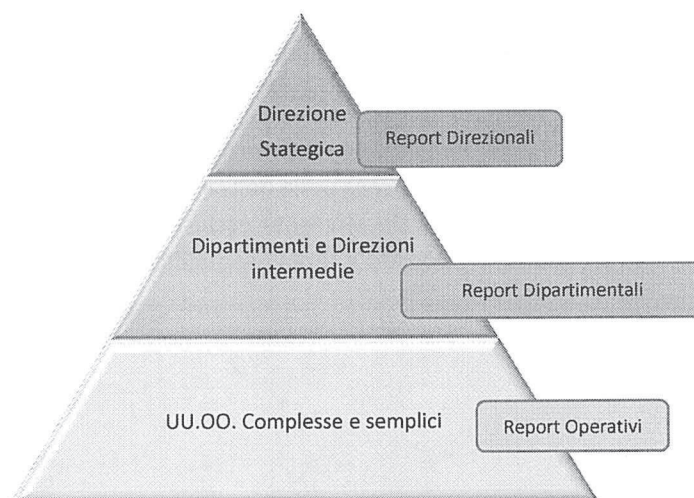 Direzione
Stategica
Report Direzionali
Dipartimenti e Direzioni
intermedie
Report Dipartimentali
UU.OO. Complesse e semplici
Report Operativi